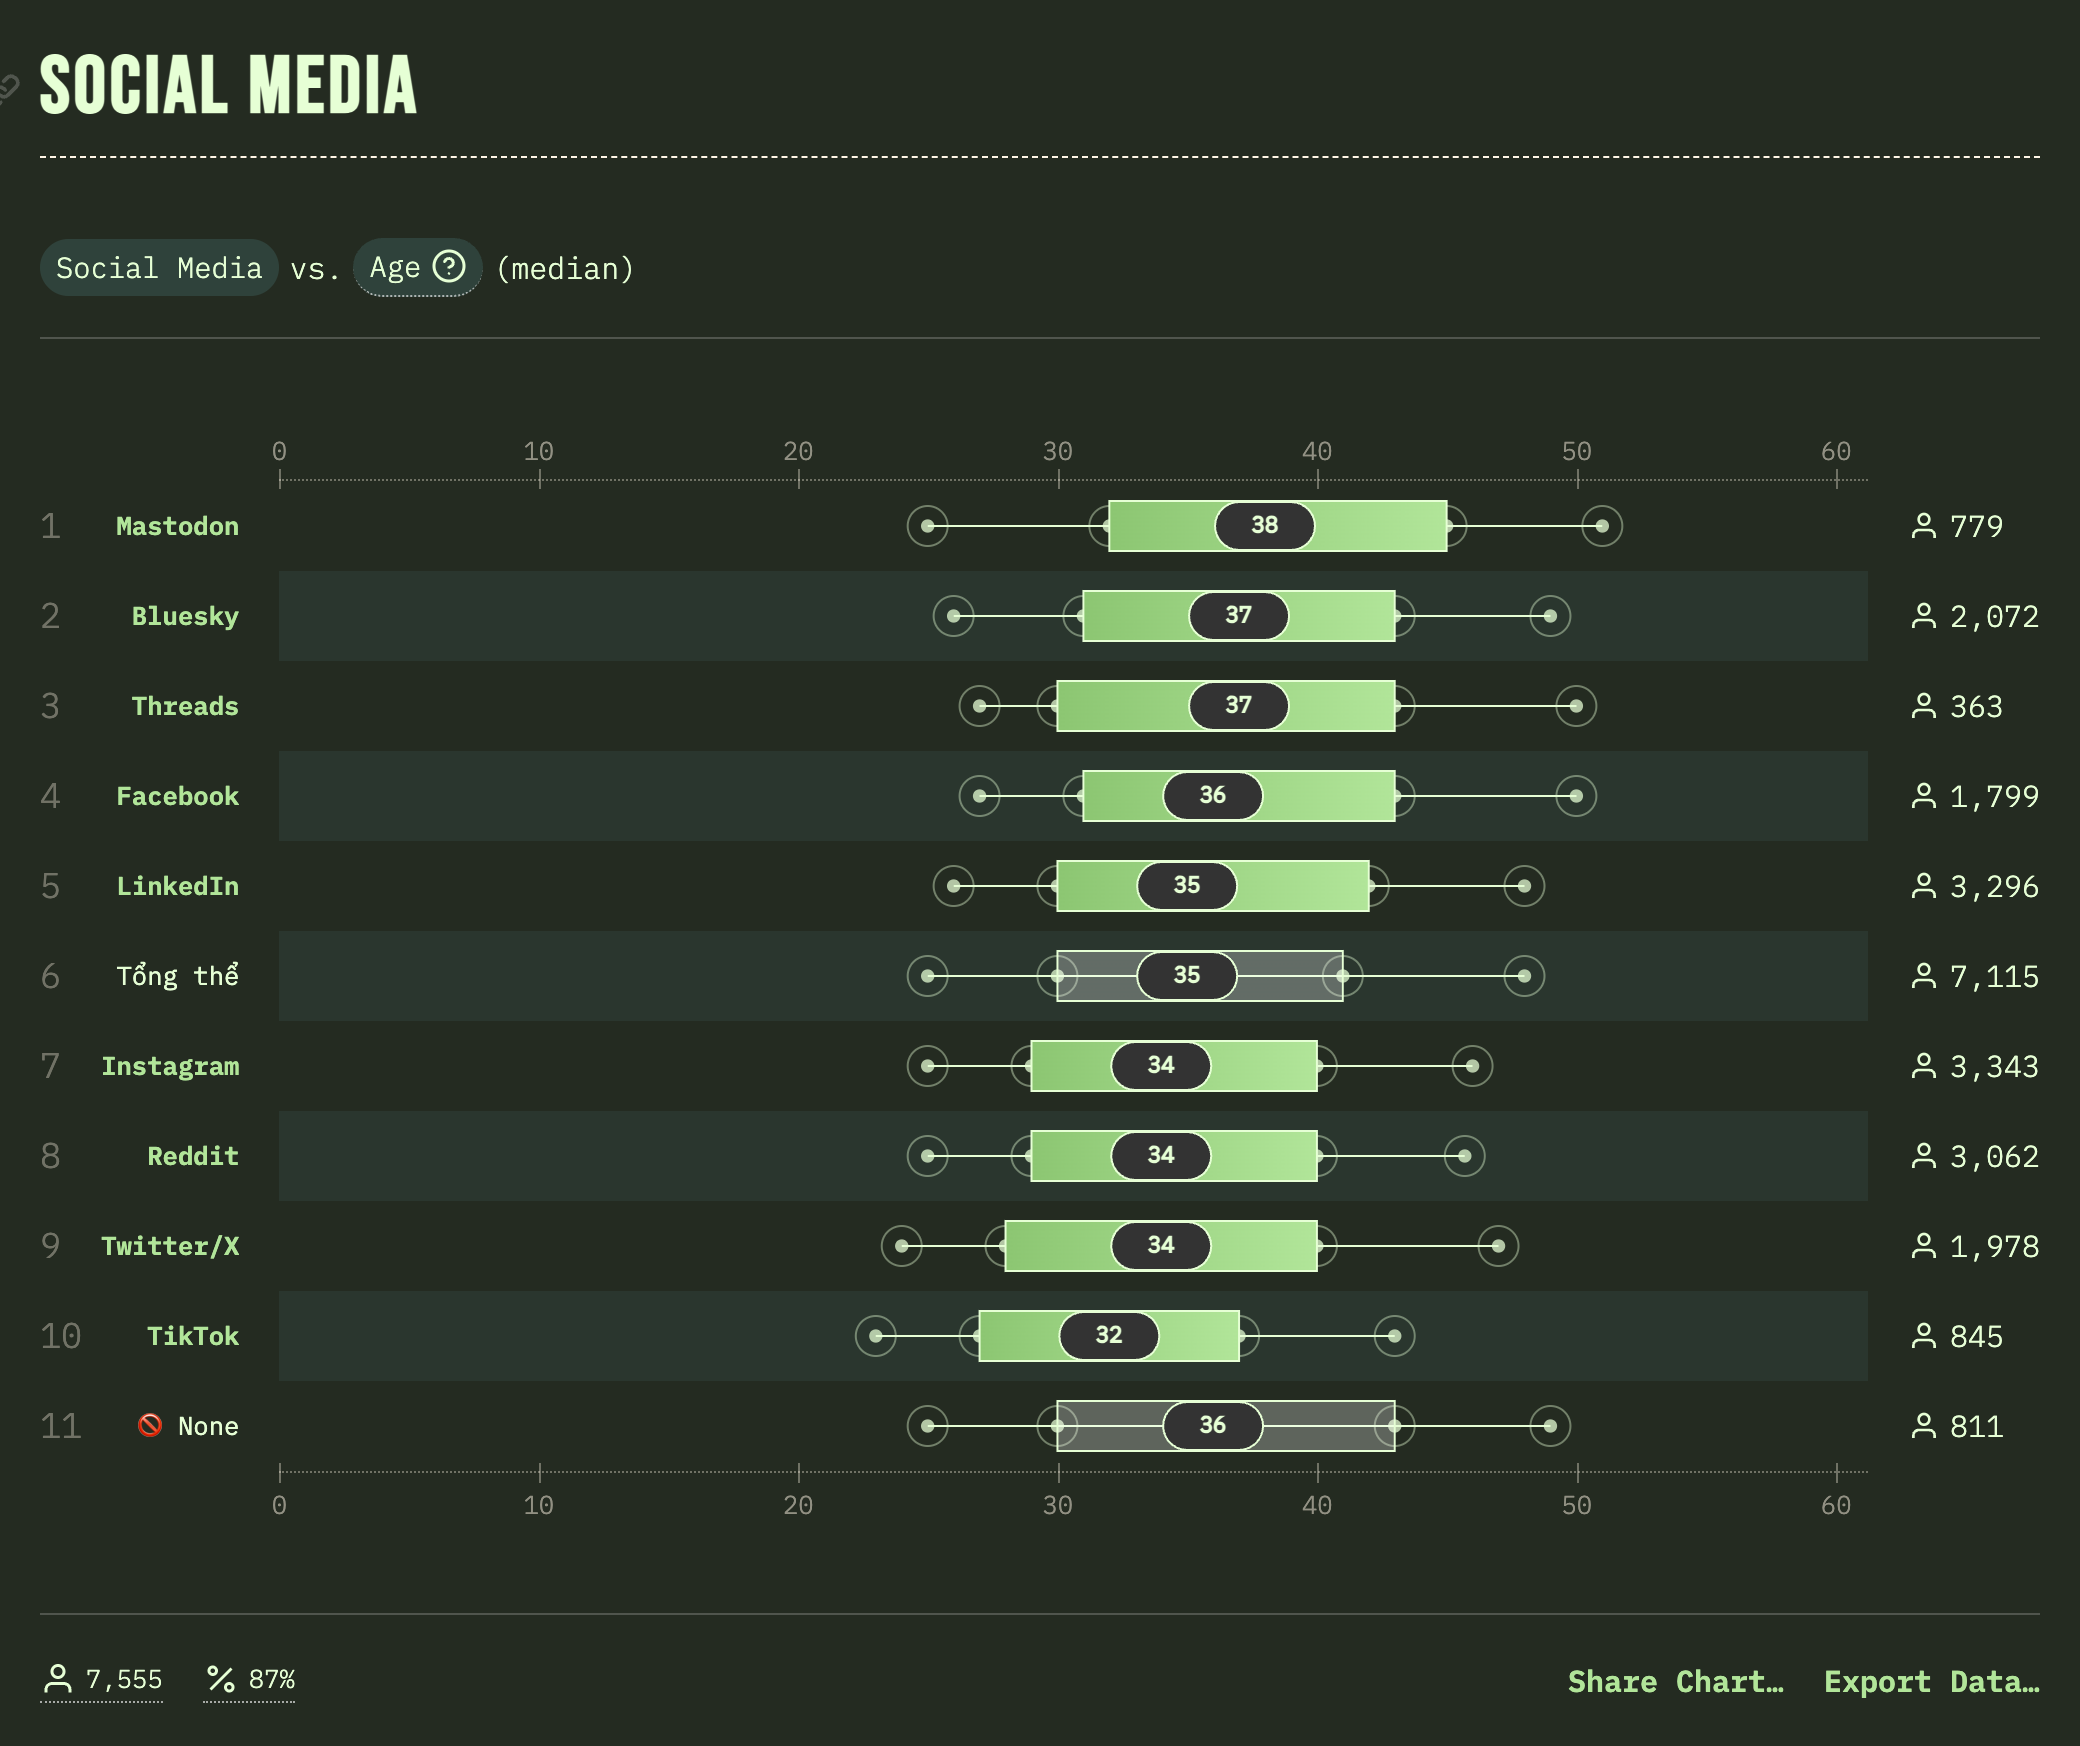 SOCIAL MEDIA
Social Media vs. Age (median)
0 10 20 30 40 50 60
1 Mastodon 38 779
2 Bluesky 37 2,072
3 Threads 37 363
4 Facebook 36 1,799
5 LinkedIn 35 3,296
6 Tổng thể 35 7,115
7 Instagram 34 3,343
8 Reddit 34 3,062
9 Twitter/X 34 1,978
10 TikTok 32 845
11 None 36 811
0 10 20 30 40 50 60
7,555 87% Share Chart… Export Data…